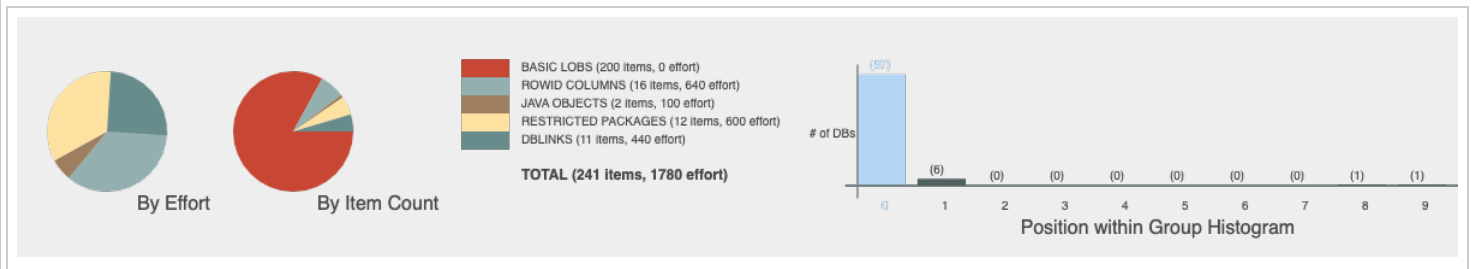 BASIC LOBS (200 items, 0 effort)
ROWID COLUMNS (16 items, 640 effort)
JAVA OBJECTS (2 items, 100 effort)
RESTRICTED PACKAGES (12 items, 600 effort)
DBLINKS (11 items, 440 effort)
TOTAL (241 items, 1780 effort)
By Effort
By Item Count
(97)
# of DBs
(6)
(0)
(0)
(0)
(0)
(0)
(0)
(1)
(1)
1
2
3
4
5
6
7
8
9
Position within Group Histogram